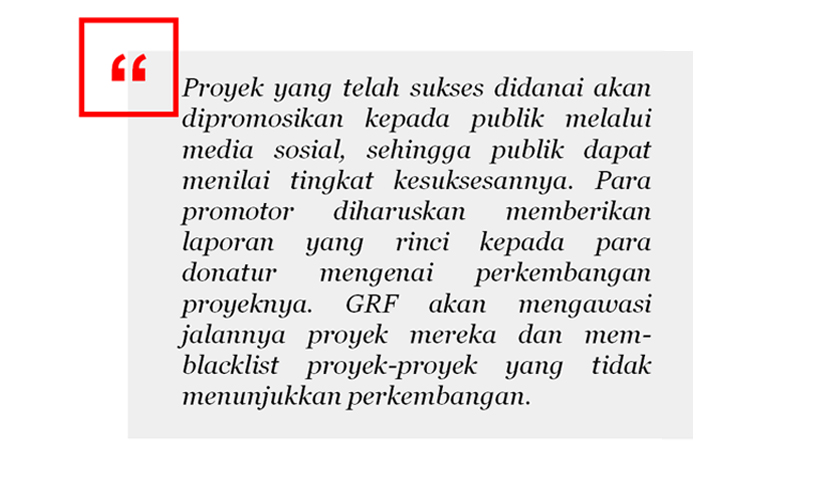 “
Proyek yang telah sukses didanai akan
dipromosikan kepada publik melalui
media sosial, sehingga publik dapat
menilai tingkat kesuksesannya. Para
promotor diharuskan memberikan
laporan yang rinci kepada para
donatur mengenai perkembangan
proyeknya. GRF akan mengawasi
jalannya proyek mereka dan mem-
blacklist proyek-proyek yang tidak
menunjukkan perkembangan.